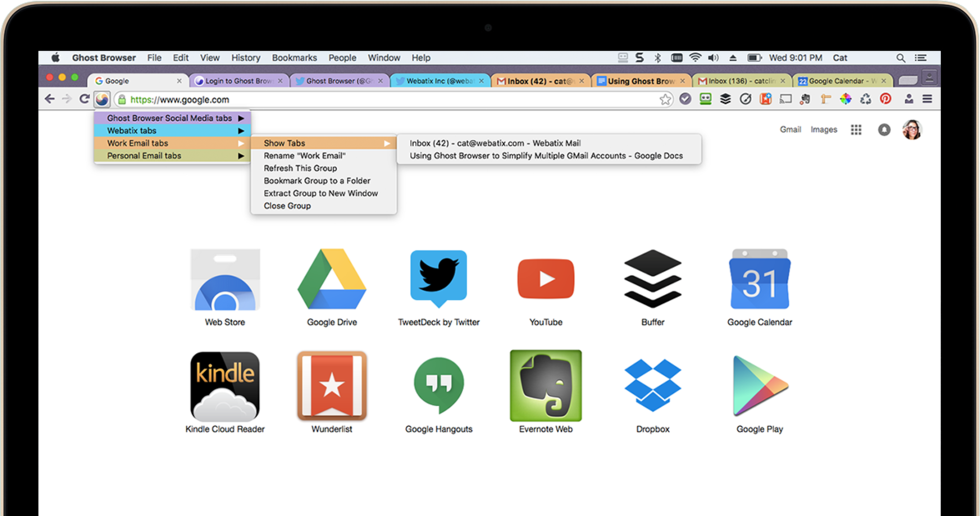 Ghost Browser File Edit View History Bookmarks People Window Help Wed 9:01 PM Cat
Google Login to Ghost Brow Ghost Browser (@G Webatix Inc (@weba Inbox (42) - cat@ Using Ghost Brow Inbox (136) - catch Google Calendar - W
https://www.google.com
Ghost Browser Social Media tabs
Webatix tabs
Work Email tabs
Personal Email tabs
Show Tabs
Rename "Work Email"
Refresh This Group
Bookmark Group to a Folder
Extract Group to New Window
Close Group
Inbox (42) - cat@webatix.com - Webatix Mail
Using Ghost Browser to Simplify Multiple GMail Accounts - Google Docs
Gmail Images
31
Web Store Google Drive TweetDeck by Twitter YouTube Buffer Google Calendar
kindle
Kindle Cloud Reader Wunderlist Google Hangouts Evernote Web Dropbox Google Play